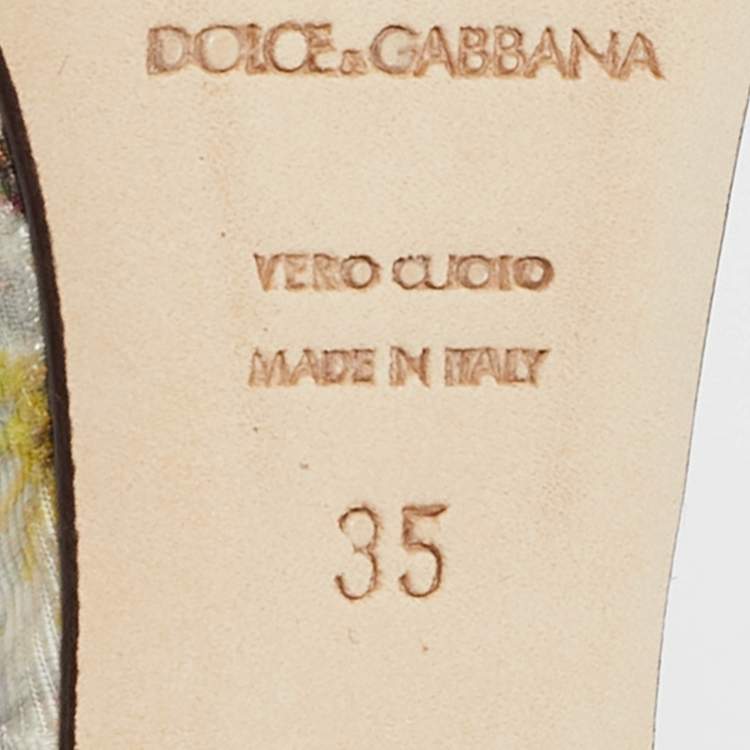 DOLCE&GABBANA
VERO CUOIO
MADE IN ITALY
35